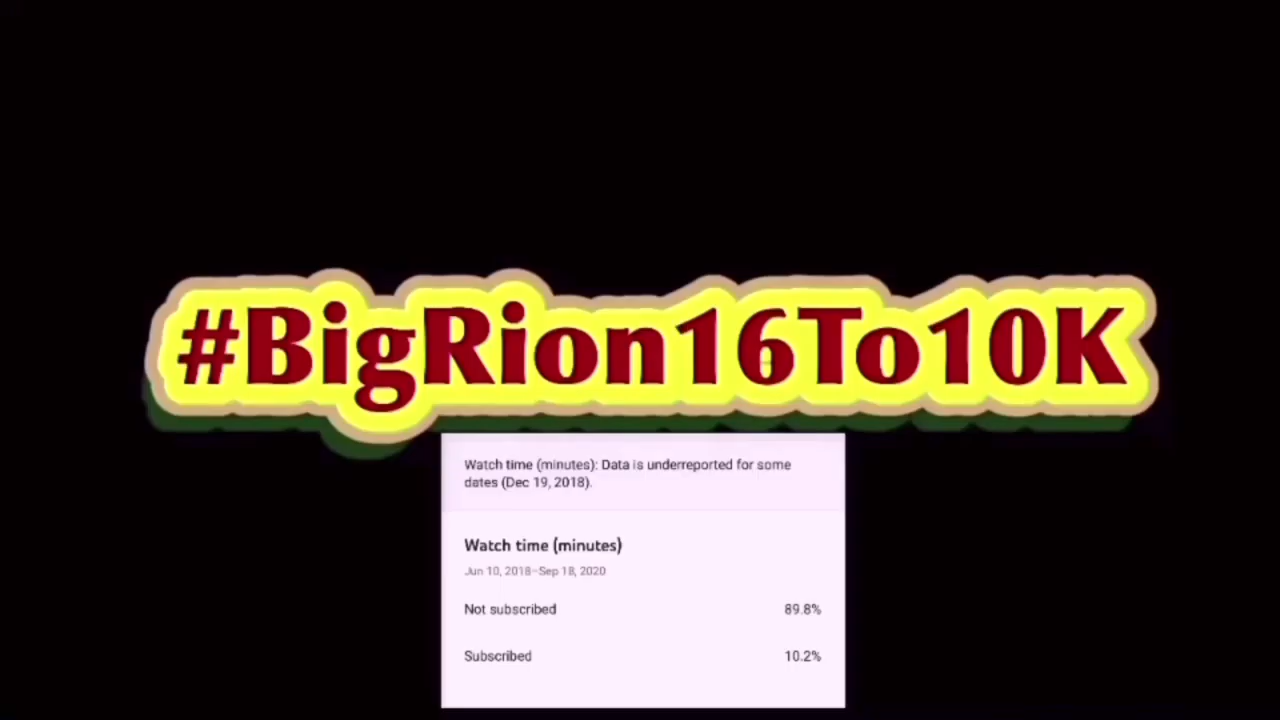 #BigRion16To10K
Watch time (minutes): Data is underreported for some
dates (Dec 19, 2018).
Watch time (minutes)
Jun 10, 2018–Sep 18, 2020
Not subscribed 89.8%
Subscribed 10.2%